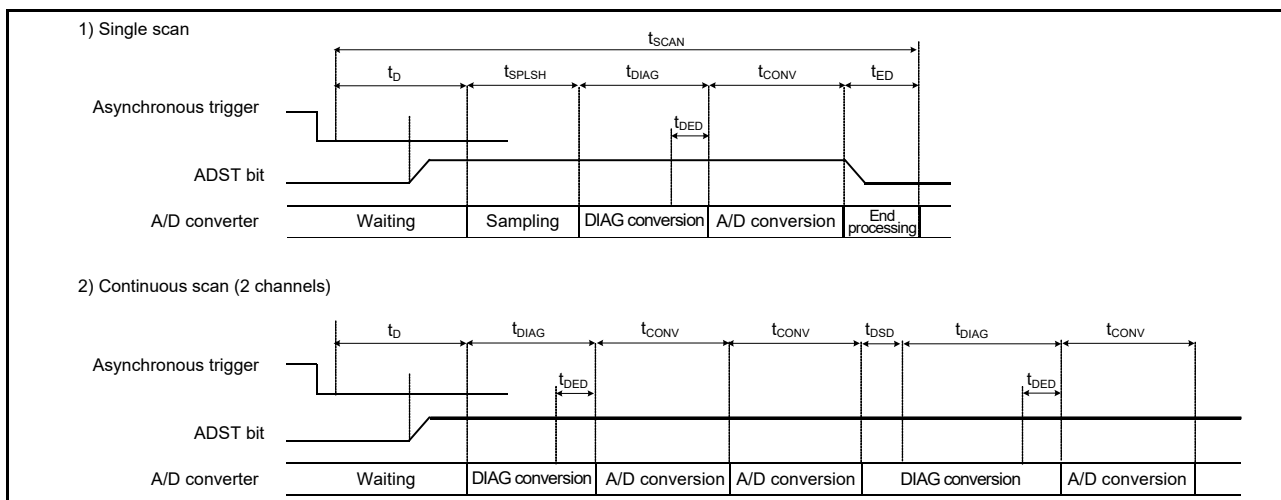 1) Single scan
tSCAN
tD tSPLSH tDIAG tCONV tED
Asynchronous trigger
tDED
ADST bit
A/D converter Waiting Sampling DIAG conversion A/D conversion End processing
2) Continuous scan (2 channels)
tD tDIAG tCONV tCONV tDSD tDIAG tCONV
Asynchronous trigger
tDED tDED
ADST bit
A/D converter Waiting DIAG conversion A/D conversion A/D conversion DIAG conversion A/D conversion